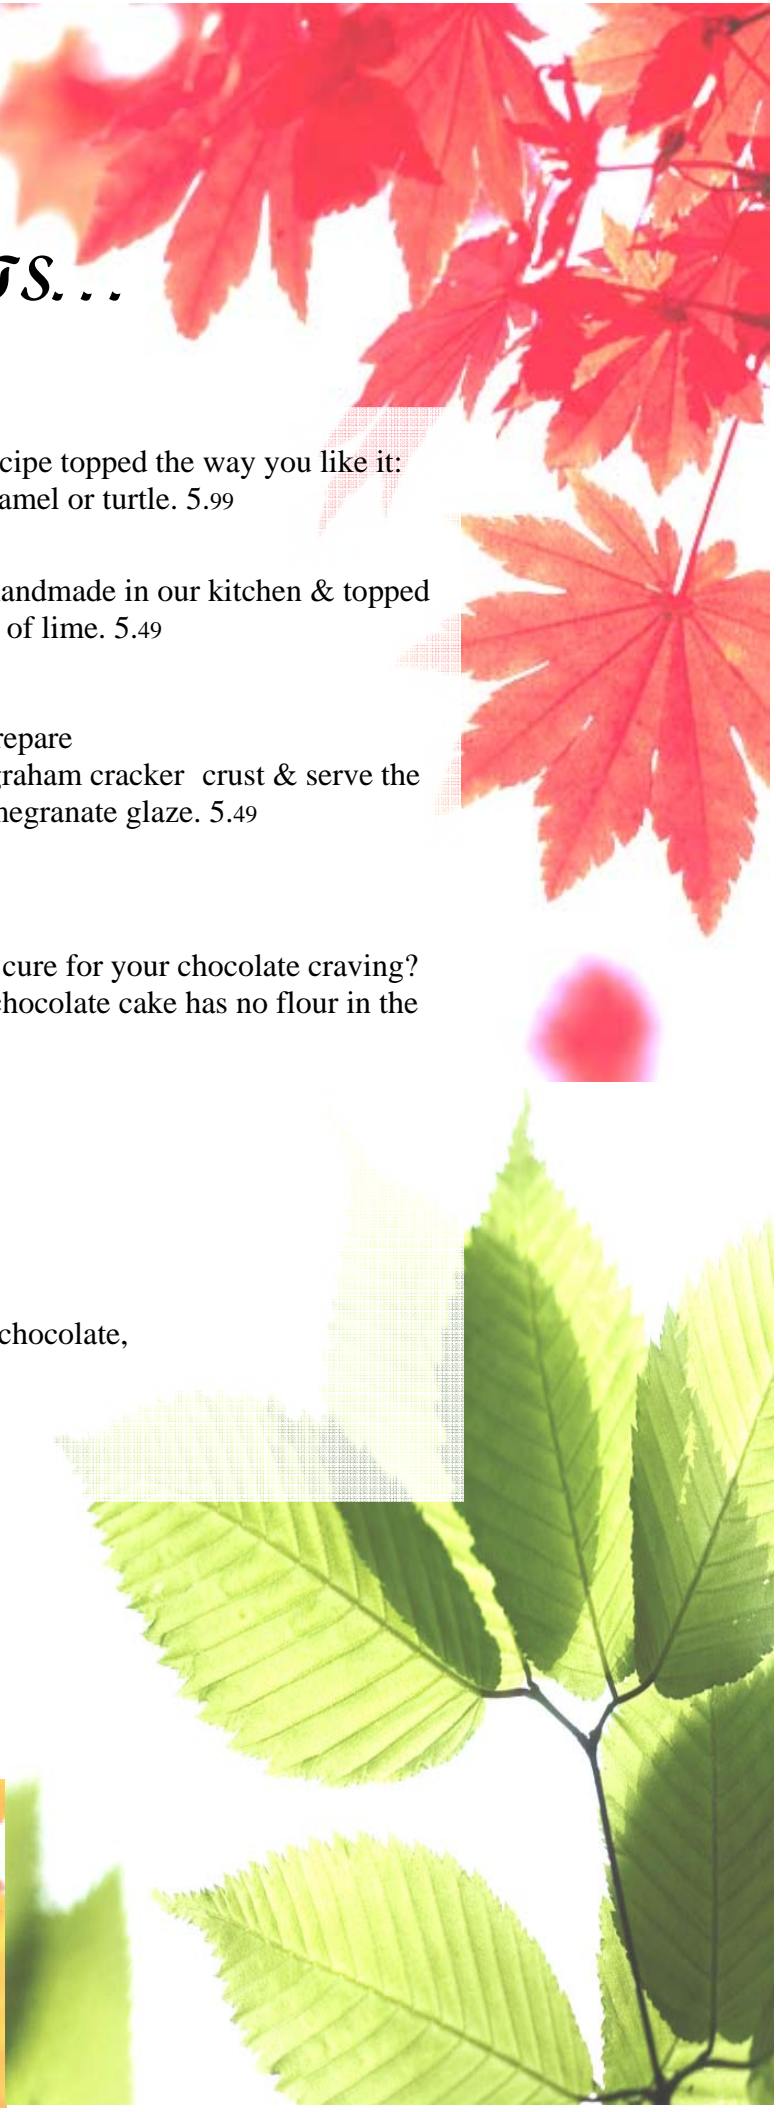 TS...
cipe topped the way you like it:
amel or turtle. 5.99
andmade in our kitchen & topped
of lime. 5.49
repare
graham cracker crust & serve the
negranate glaze. 5.49
cure for your chocolate craving?
chocolate cake has no flour in the
chocolate,